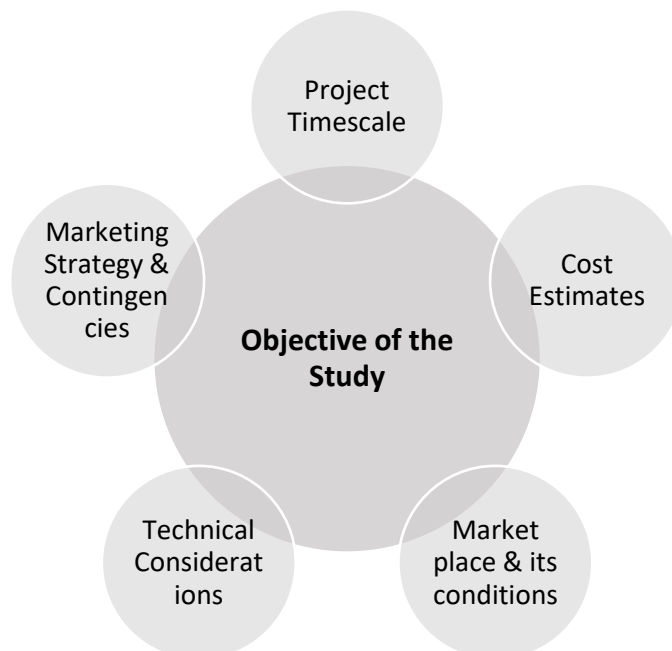 Project
Timescale
Marketing
Strategy &
Contingen
cies
Cost
Estimates
Objective of the
Study
Technical
Considerat
ions
Market
place & its
conditions